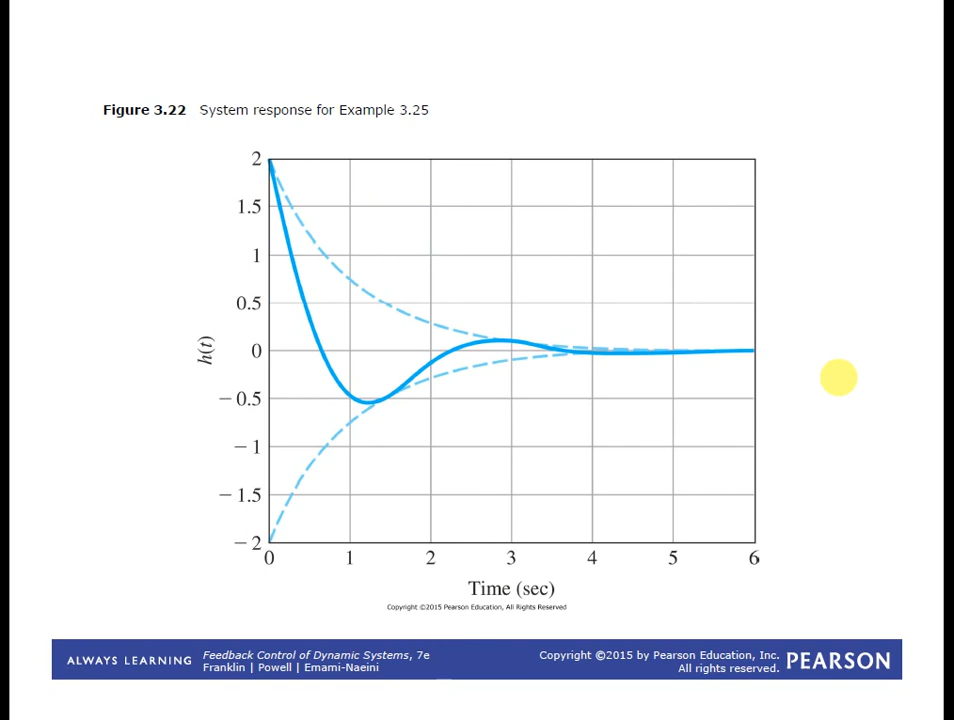 Figure 3.22 System response for Example 3.25
2
1.5
1
0.5
0
− 0.5
− 1
− 1.5
− 2
h(t)
0 1 2 3 4 5 6
Time (sec)
Copyright ©2015 Pearson Education, All Rights Reserved
ALWAYS LEARNING
Feedback Control of Dynamic Systems, 7e
Franklin | Powell | Emami-Naeini
Copyright ©2015 by Pearson Education, Inc.
All rights reserved.
PEARSON